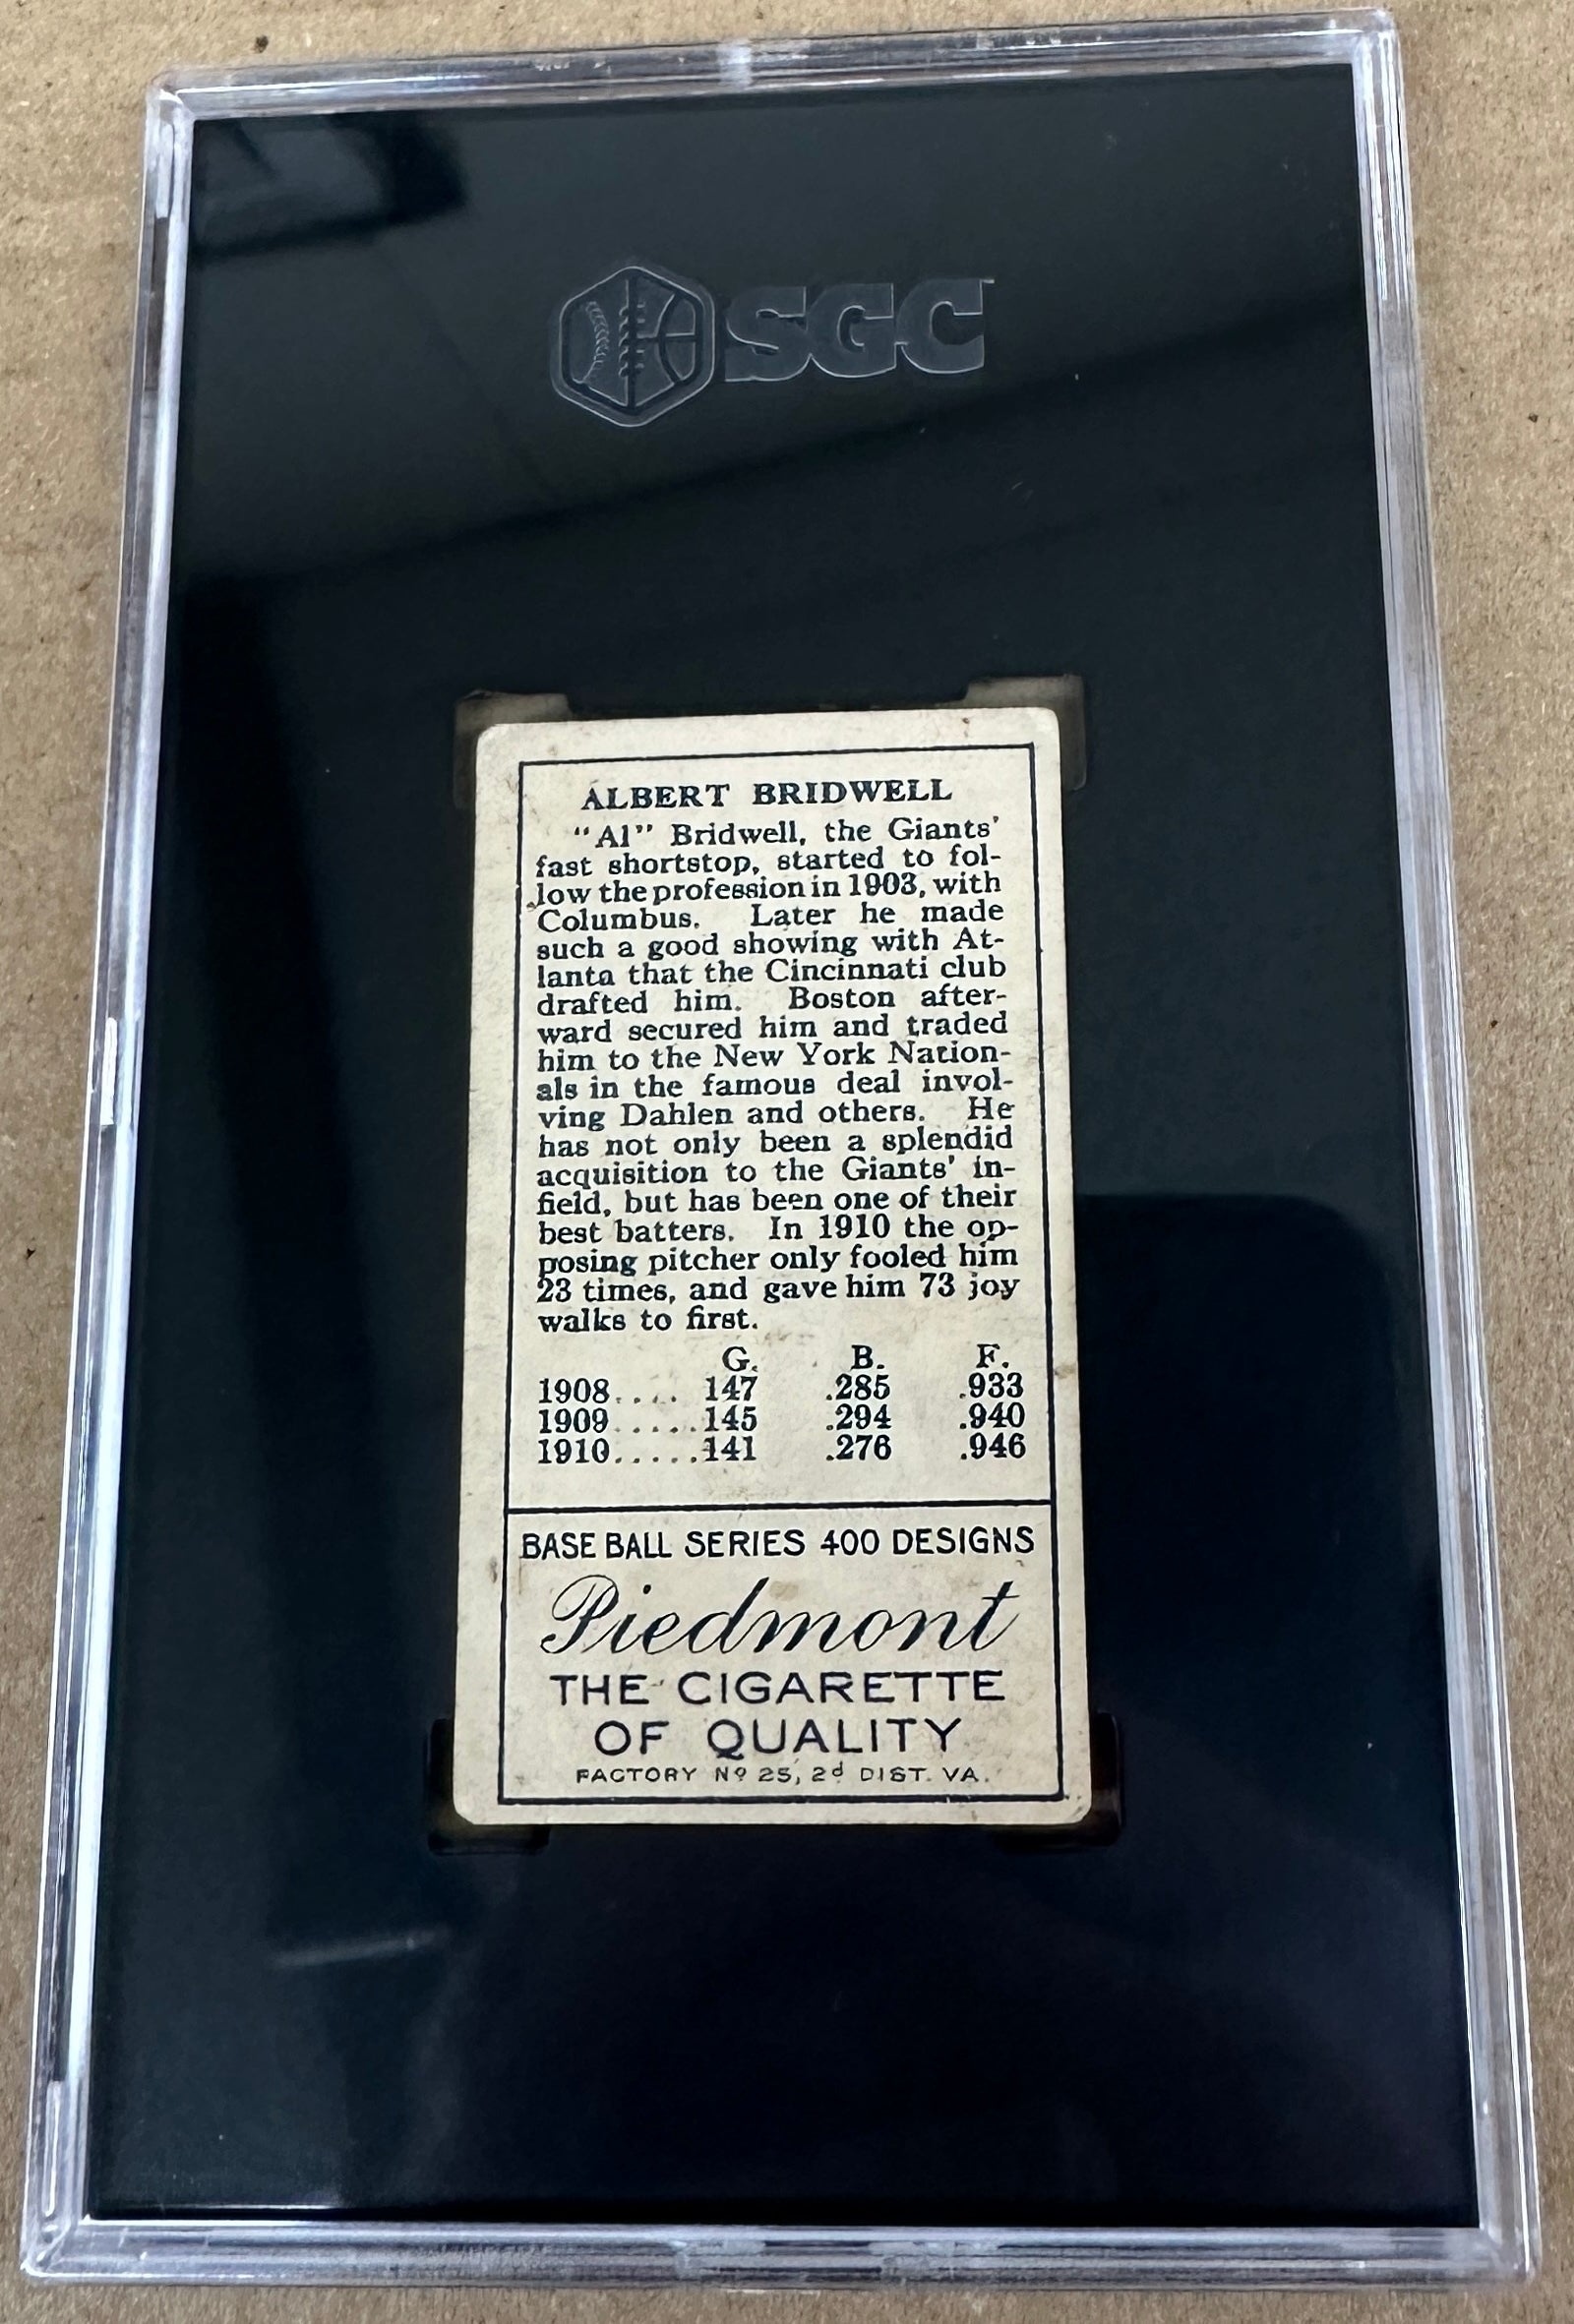 SGC
ALBERT BRIDWELL
"Al" Bridwell, the Giants'
fast shortstop, started to fol-
low the profession in 1903, with
Columbus. Later he made
such a good showing with At-
lanta that the Cincinnati club
drafted him. Boston after-
ward secured him and traded
him to the New York Nation-
als in the famous deal invol-
ving Dahlen and others. He
has not only been a splendid
acquisition to the Giants' in-
field, but has been one of their
best batters. In 1910 the op-
posing pitcher only fooled him
23 times, and gave him 73 joy
walks to first.
G. B. F.
1908.... 147 .285 .933
1909.....145 .294 .940
1910.....141 .276 .946
BASE BALL SERIES 400 DESIGNS
Piedmont
THE CIGARETTE
OF QUALITY
FACTORY Nº 25, 2d DIST. VA.